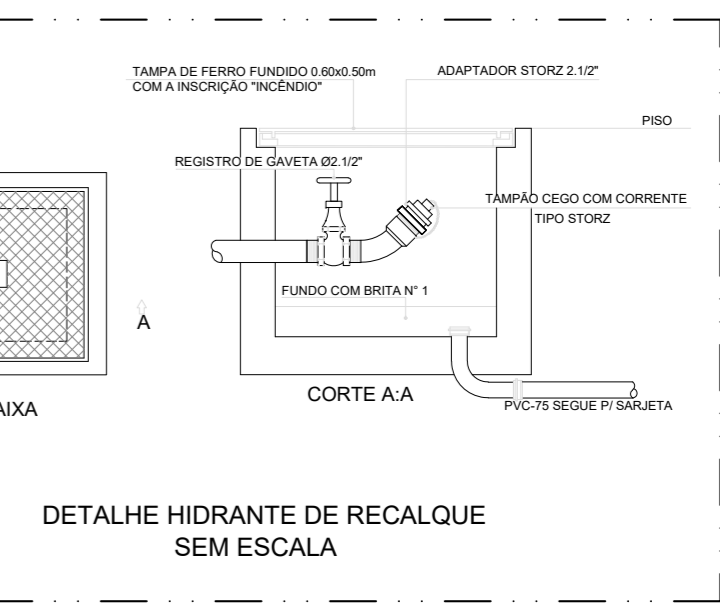 TAMPA DE FERRO FUNDIDO 0.60x0.50m
COM A INSCRIÇÃO "INCÊNDIO"
ADAPTADOR STORZ 2.1/2"
PISO
REGISTRO DE GAVETA Ø2.1/2"
TAMPÃO CEGO COM CORRENTE
TIPO STORZ
FUNDO COM BRITA N° 1
A
CORTE A:A
AIXA
PVC-75 SEGUE P/ SARJETA
DETALHE HIDRANTE DE RECALQUE
SEM ESCALA